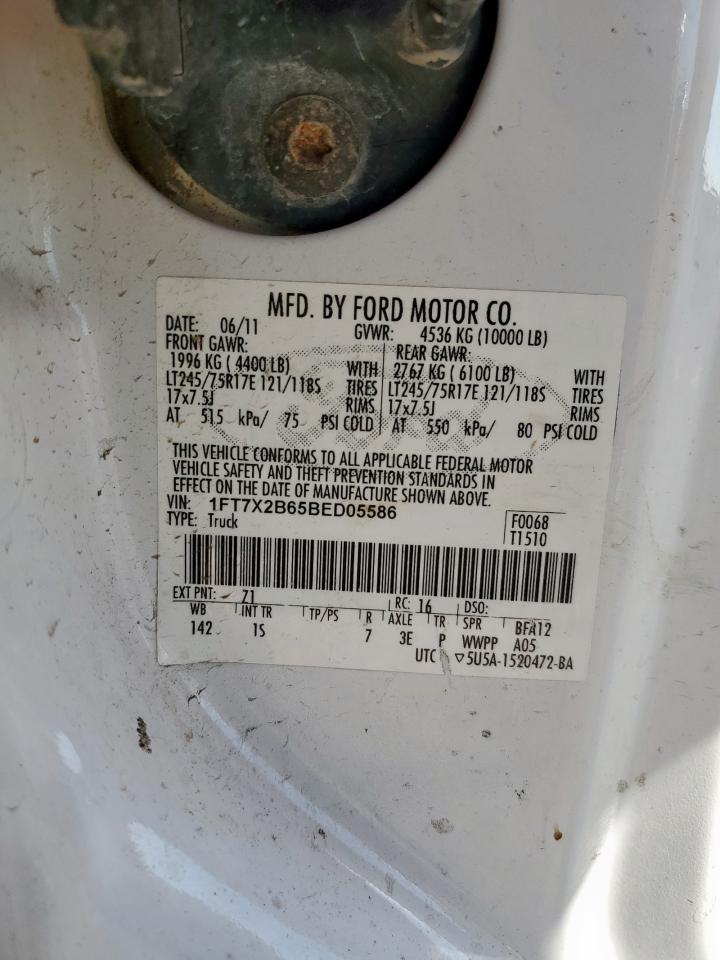 MFD. BY FORD MOTOR CO.
DATE: 06/11 GVWR: 4536 KG (10000 LB)
FRONT GAWR: REAR GAWR:
1996 KG ( 4400 LB) WITH 2767 KG ( 6100 LB) WITH
LT245/75R17E 121/118S TIRES LT245/75R17E 121/118S TIRES
17x7.5J RIMS 17x7.5J RIMS
AT 515 kPa/ 75 PSI COLD AT 550 kPa/ 80 PSI COLD
THIS VEHICLE CONFORMS TO ALL APPLICABLE FEDERAL MOTOR
VEHICLE SAFETY AND THEFT PREVENTION STANDARDS IN
EFFECT ON THE DATE OF MANUFACTURE SHOWN ABOVE.
VIN: 1FT7X2B65BED05586 F0068
TYPE: Truck T1510
EXT PNT: Z1 RC: 16 DSO:
WB INT TR TP/PS R AXLE TR SPR BFA12
142 1S 7 3E P WWPP A05
UTC ▽5U5A-1520472-BA